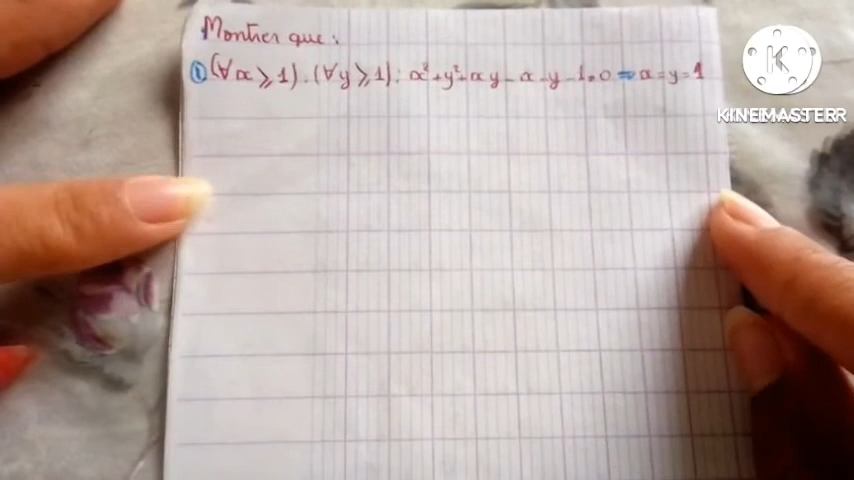 Montrer que :
① (∀x ⩾ 1). (∀y ⩾ 1) : x² + y² + xy - x - y - 1 = 0 ⇒ x = y = 1
K
KINEMASTER